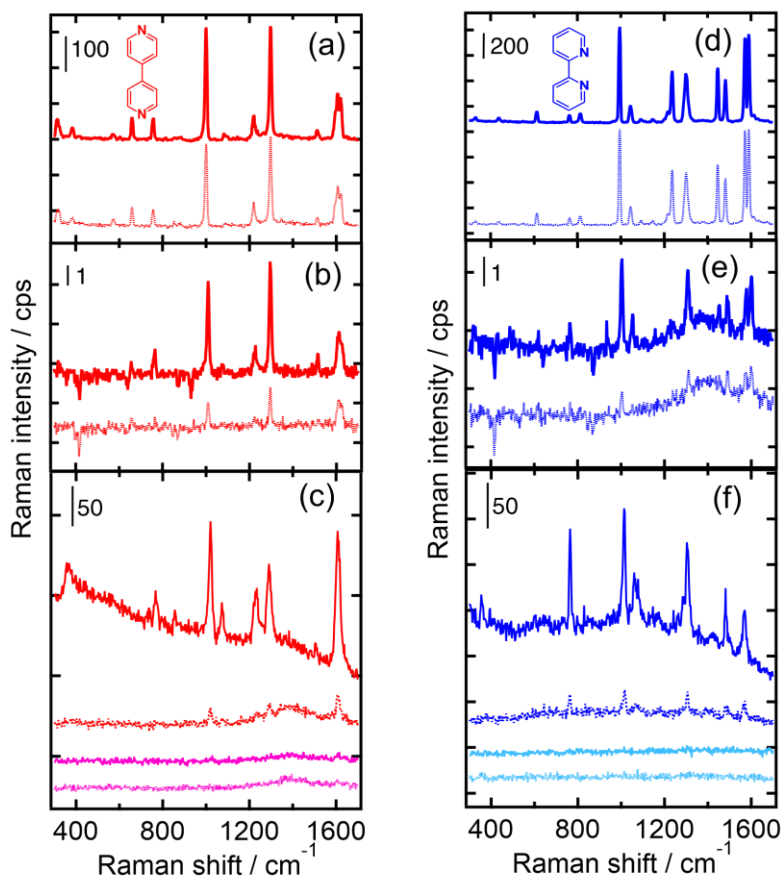 (a)
100
N
N
(b)
1
(c)
50
Raman intensity / cps
400 800 1200 1600
Raman shift / cm-1
(d)
200
N
N
(e)
1
(f)
50
Raman intensity / cps
400 800 1200 1600
Raman shift / cm-1